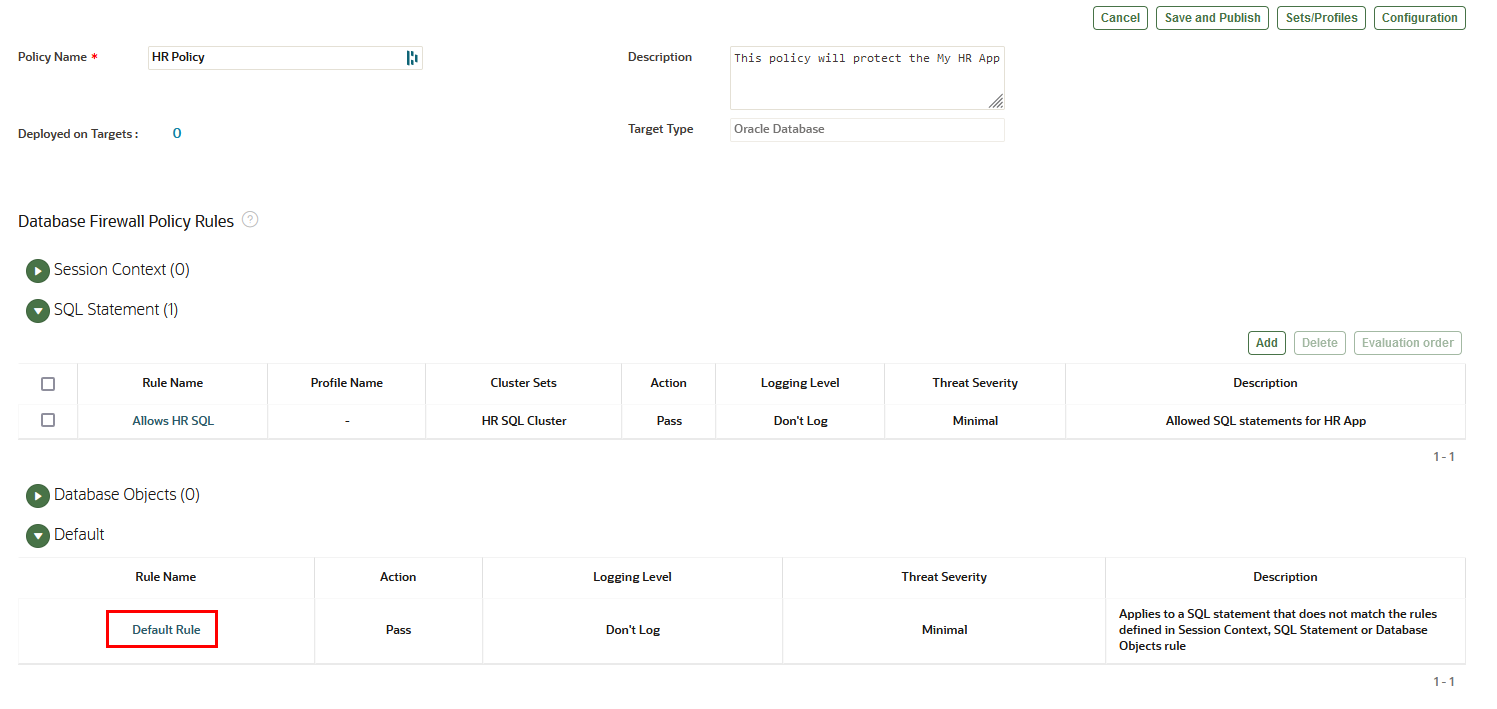 Cancel Save and Publish Sets/Profiles Configuration
Policy Name * HR Policy Description This policy will protect the My HR App
Deployed on Targets : 0 Target Type Oracle Database
Database Firewall Policy Rules ?
Session Context (0)
SQL Statement (1)
Add Delete Evaluation order
Rule Name Profile Name Cluster Sets Action Logging Level Threat Severity Description
Allows HR SQL - HR SQL Cluster Pass Don't Log Minimal Allowed SQL statements for HR App
1 - 1
Database Objects (0)
Default
Rule Name Action Logging Level Threat Severity Description
Default Rule Pass Don't Log Minimal Applies to a SQL statement that does not match the rules
defined in Session Context, SQL Statement or Database
Objects rule
1 - 1